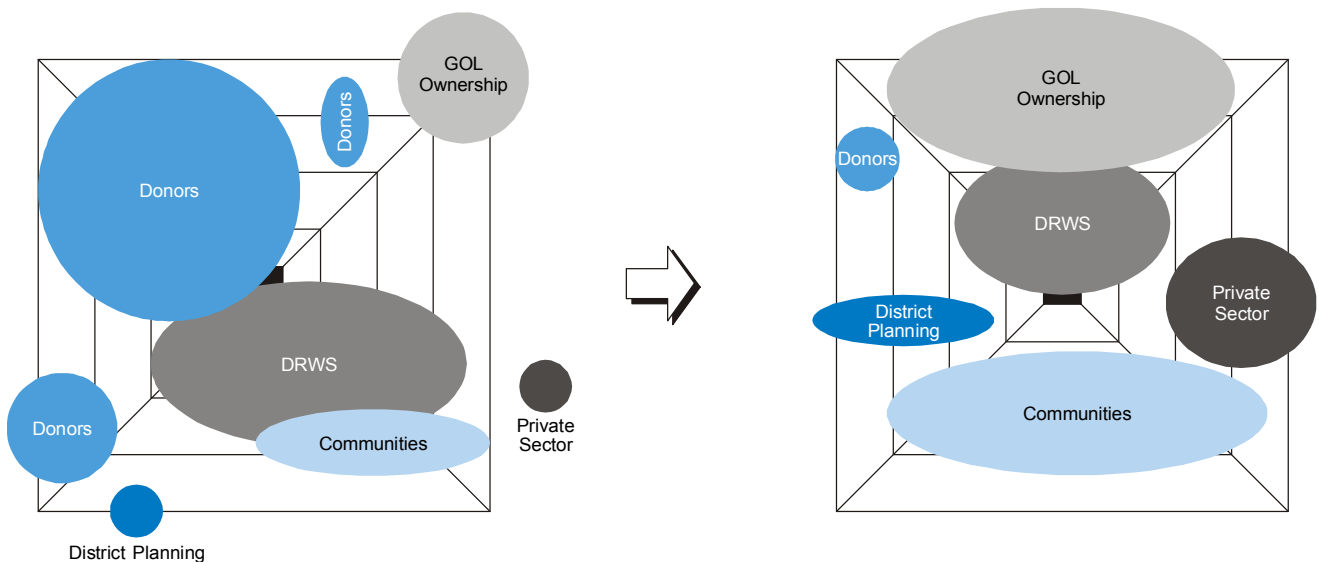 GOL
Ownership
Donors
Donors
DRWS
Donors
Communities
Private
Sector
District Planning
GOL
Ownership
Donors
DRWS
District
Planning
Private
Sector
Communities